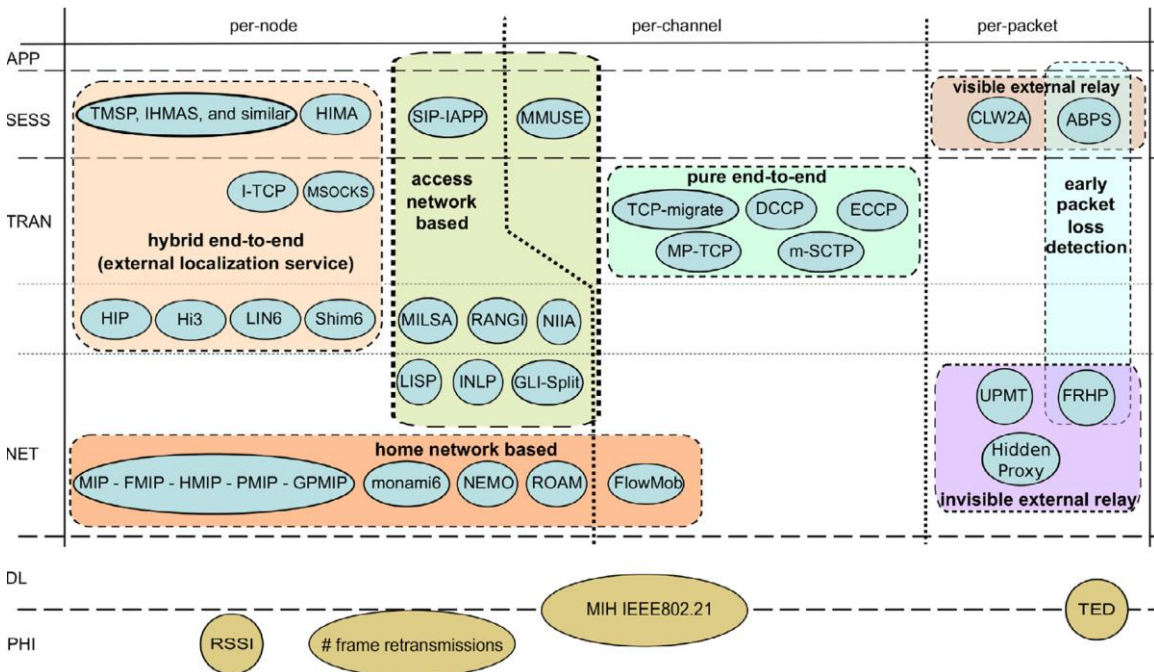 per-node
per-channel
per-packet
APP
visible external relay
SESS
TMSP, IHMAS, and similar
HIMA
SIP-IAPP
MMUSE
CLW2A
ABPS
pure end-to-end
access
network
based
early
packet
loss
detection
TRAN
I-TCP
MSOCKS
TCP-migrate
DCCP
ECCP
hybrid end-to-end
(external localization service)
MP-TCP
m-SCTP
HIP
Hi3
LIN6
Shim6
MILSA
RANGI
NIIA
LISP
INLP
GLI-Split
UPMT
FRHP
NET
home network based
Hidden
Proxy
MIP - FMIP - HMIP - PMIP - GPMIP
monami6
NEMO
ROAM
FlowMob
invisible external relay
DL
MIH IEEE802.21
TED
PHI
RSSI
# frame retransmissions